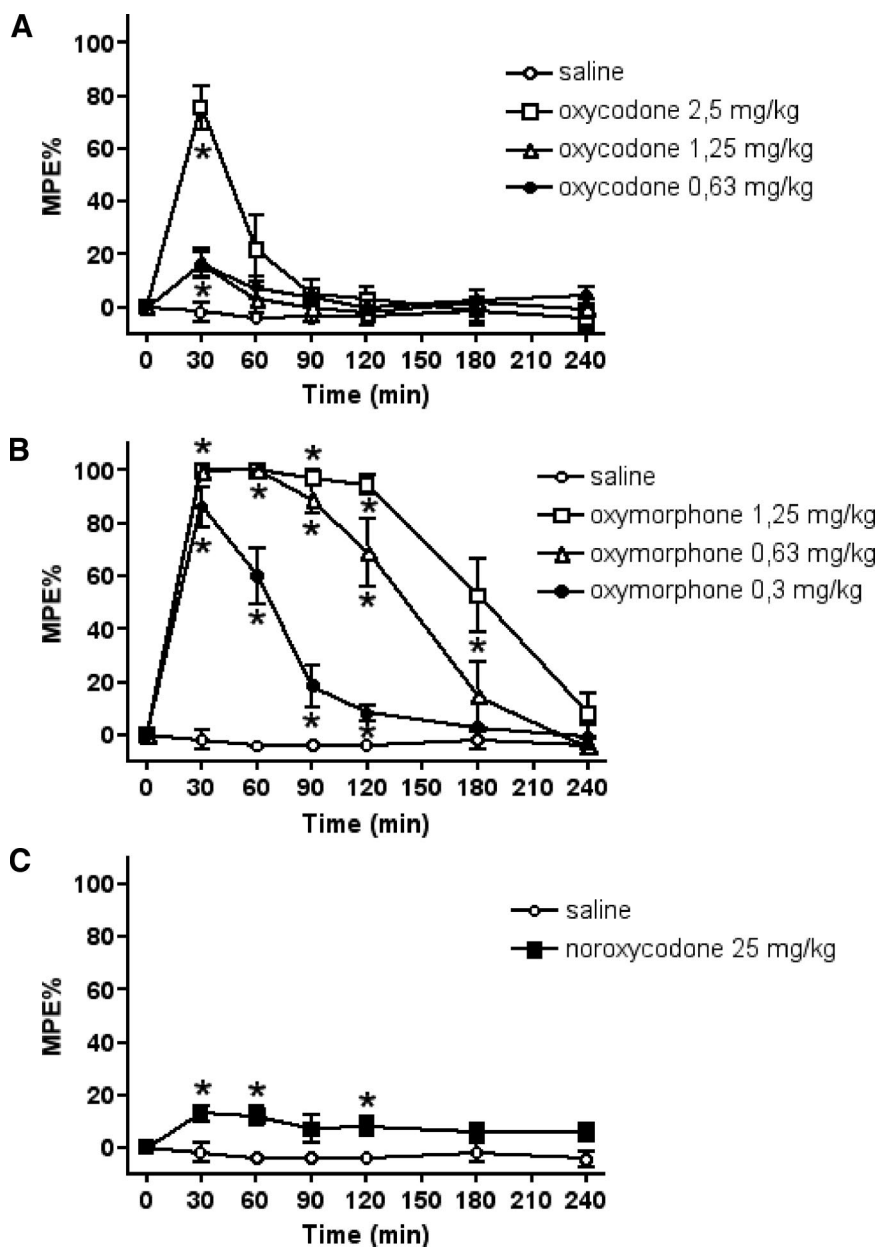 A
100
80
60
40
20
0
MPE%
*
*
saline
oxycodone 2,5 mg/kg
oxycodone 1,25 mg/kg
oxycodone 0,63 mg/kg
0 30 60 90 120 150 180 210 240
Time (min)
B
100
80
60
40
20
0
MPE%
* *
* *
* *
* *
* *
* *
saline
oxymorphone 1,25 mg/kg
oxymorphone 0,63 mg/kg
oxymorphone 0,3 mg/kg
0 30 60 90 120 150 180 210 240
Time (min)
C
100
80
60
40
20
0
MPE%
* * *
saline
noroxycodone 25 mg/kg
0 30 60 90 120 150 180 210 240
Time (min)